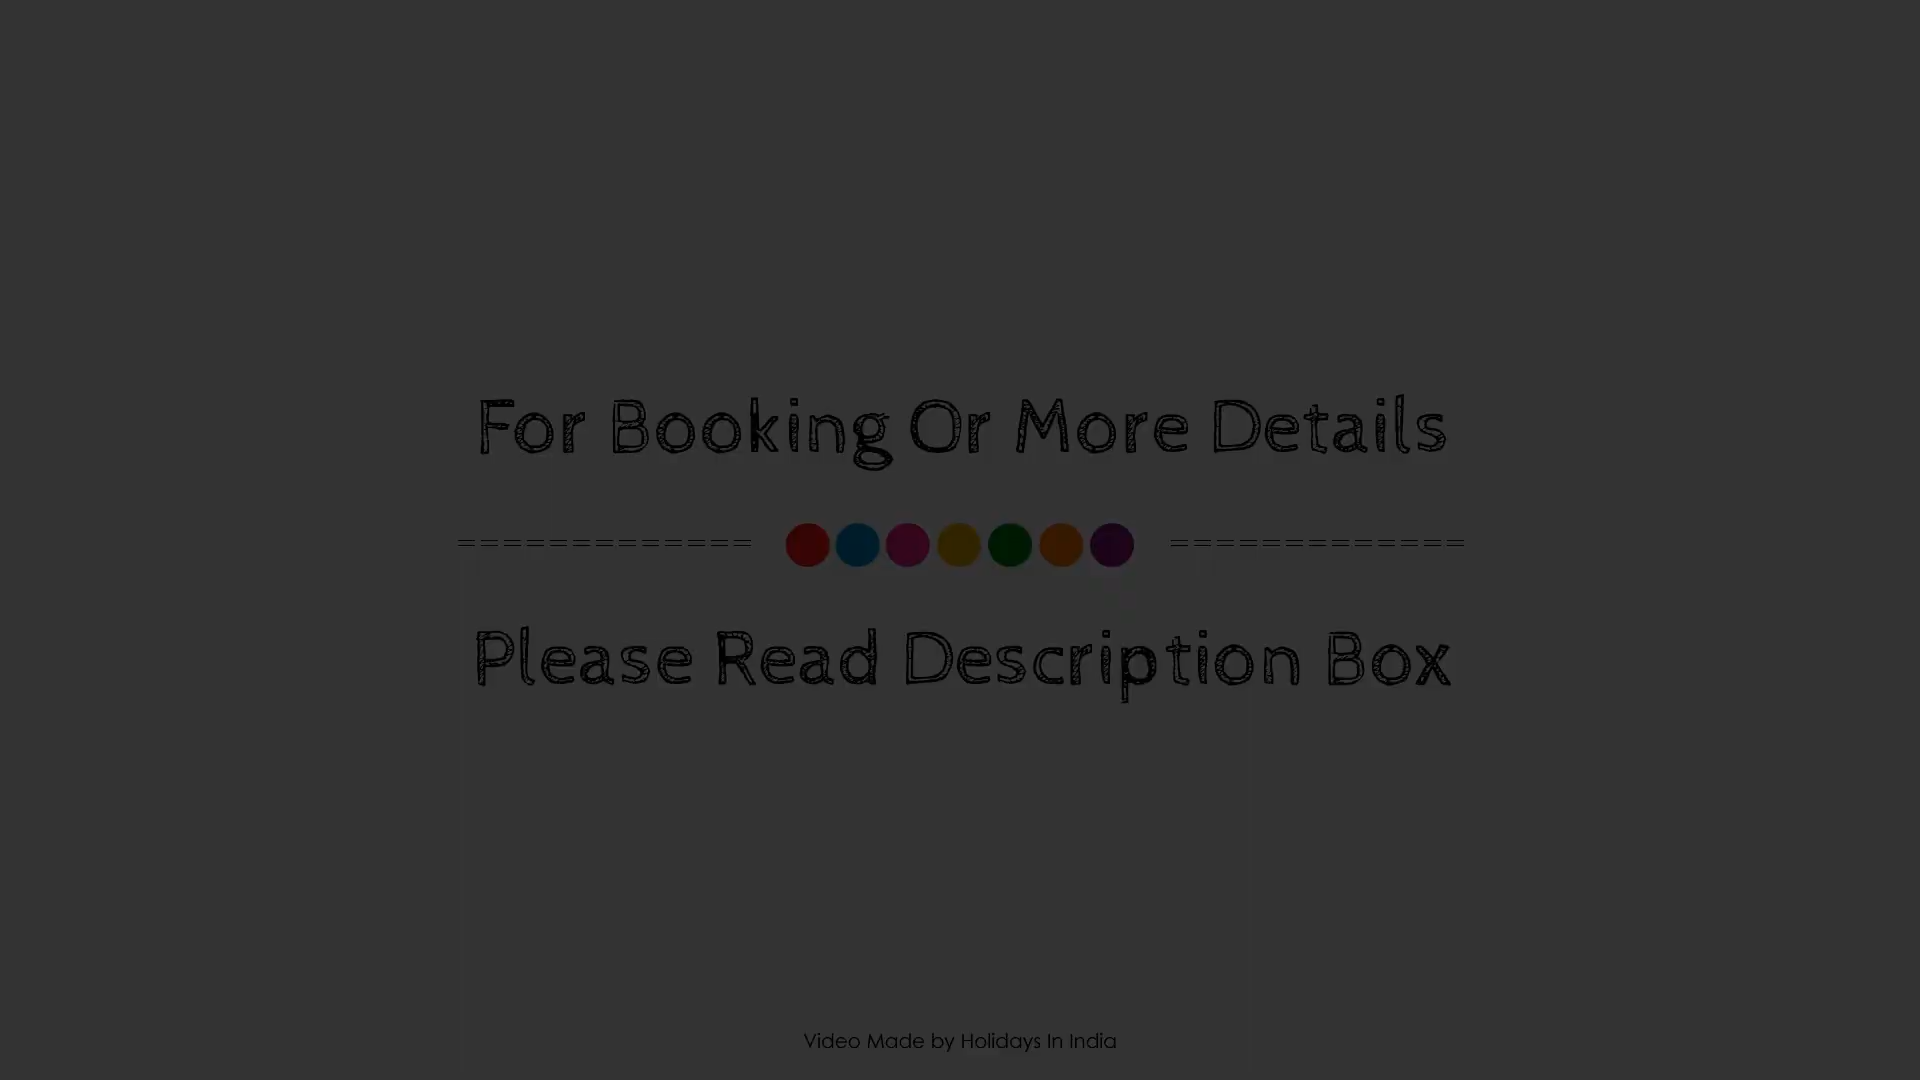 For Booking Or More Details
============= =============
Please Read Description Box
Video Made by Holidays In India